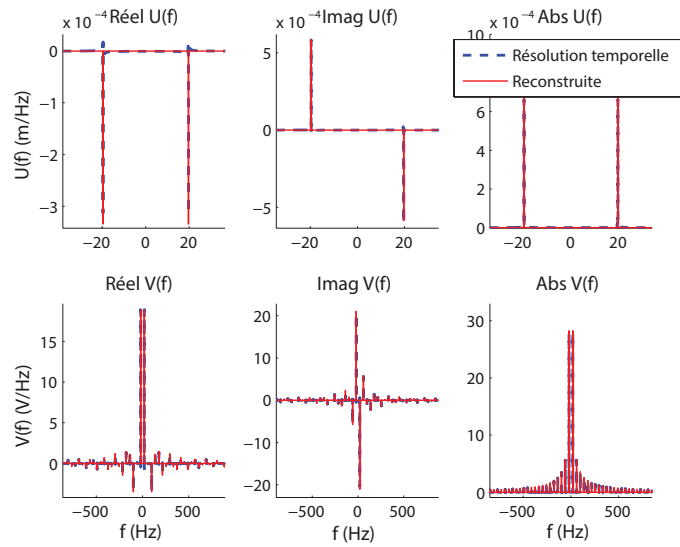 x 10⁻⁴ Réel U(f)
x 10⁻⁴ Imag U(f)
x 10⁻⁴ Abs U(f)
Résolution temporelle
Reconstruite
U(f) (m/Hz)
0
−1
−2
−3
−20 0 20
5
0
−5
−20 0 20
10
8
6
4
2
0
−20 0 20
Réel V(f)
Imag V(f)
Abs V(f)
V(f) (V/Hz)
15
10
5
0
−500 0 500
f (Hz)
20
10
0
−10
−20
−500 0 500
f (Hz)
30
20
10
0
−500 0 500
f (Hz)